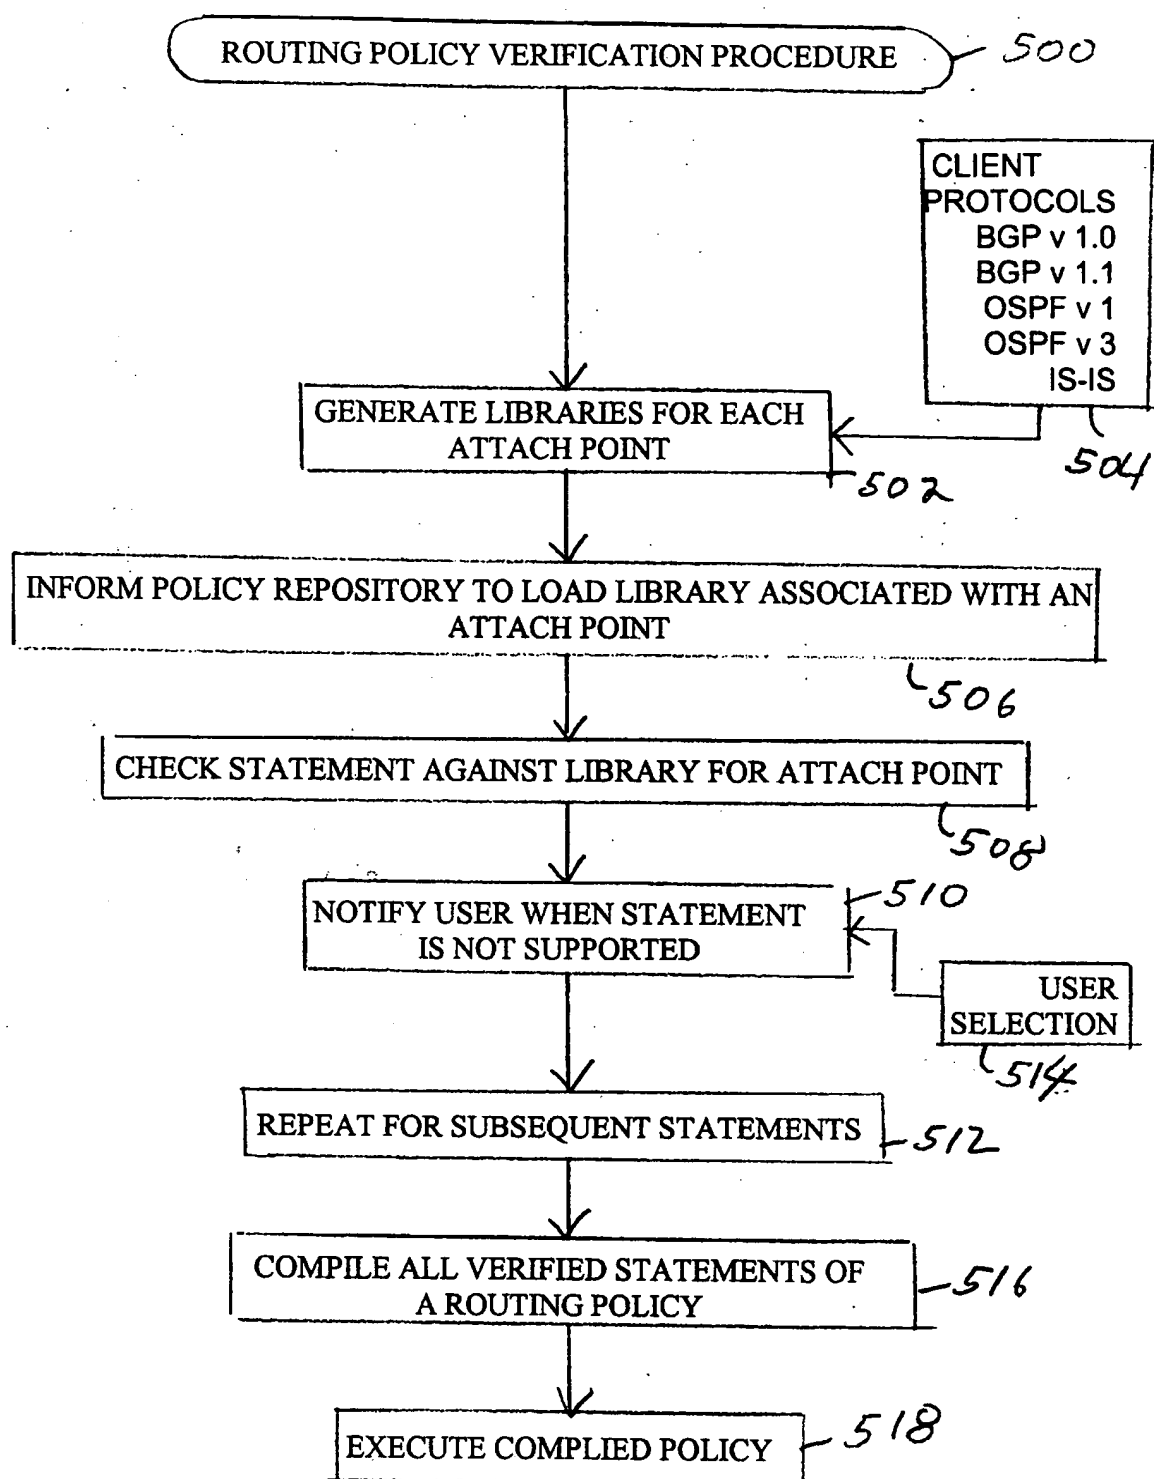 ROUTING POLICY VERIFICATION PROCEDURE
500
CLIENT
PROTOCOLS
BGP v 1.0
BGP v 1.1
OSPF v 1
OSPF v 3
IS-IS
504
GENERATE LIBRARIES FOR EACH
ATTACH POINT
502
INFORM POLICY REPOSITORY TO LOAD LIBRARY ASSOCIATED WITH AN
ATTACH POINT
506
CHECK STATEMENT AGAINST LIBRARY FOR ATTACH POINT
508
NOTIFY USER WHEN STATEMENT
IS NOT SUPPORTED
510
USER
SELECTION
514
REPEAT FOR SUBSEQUENT STATEMENTS
512
COMPILE ALL VERIFIED STATEMENTS OF
A ROUTING POLICY
516
EXECUTE COMPLIED POLICY
518